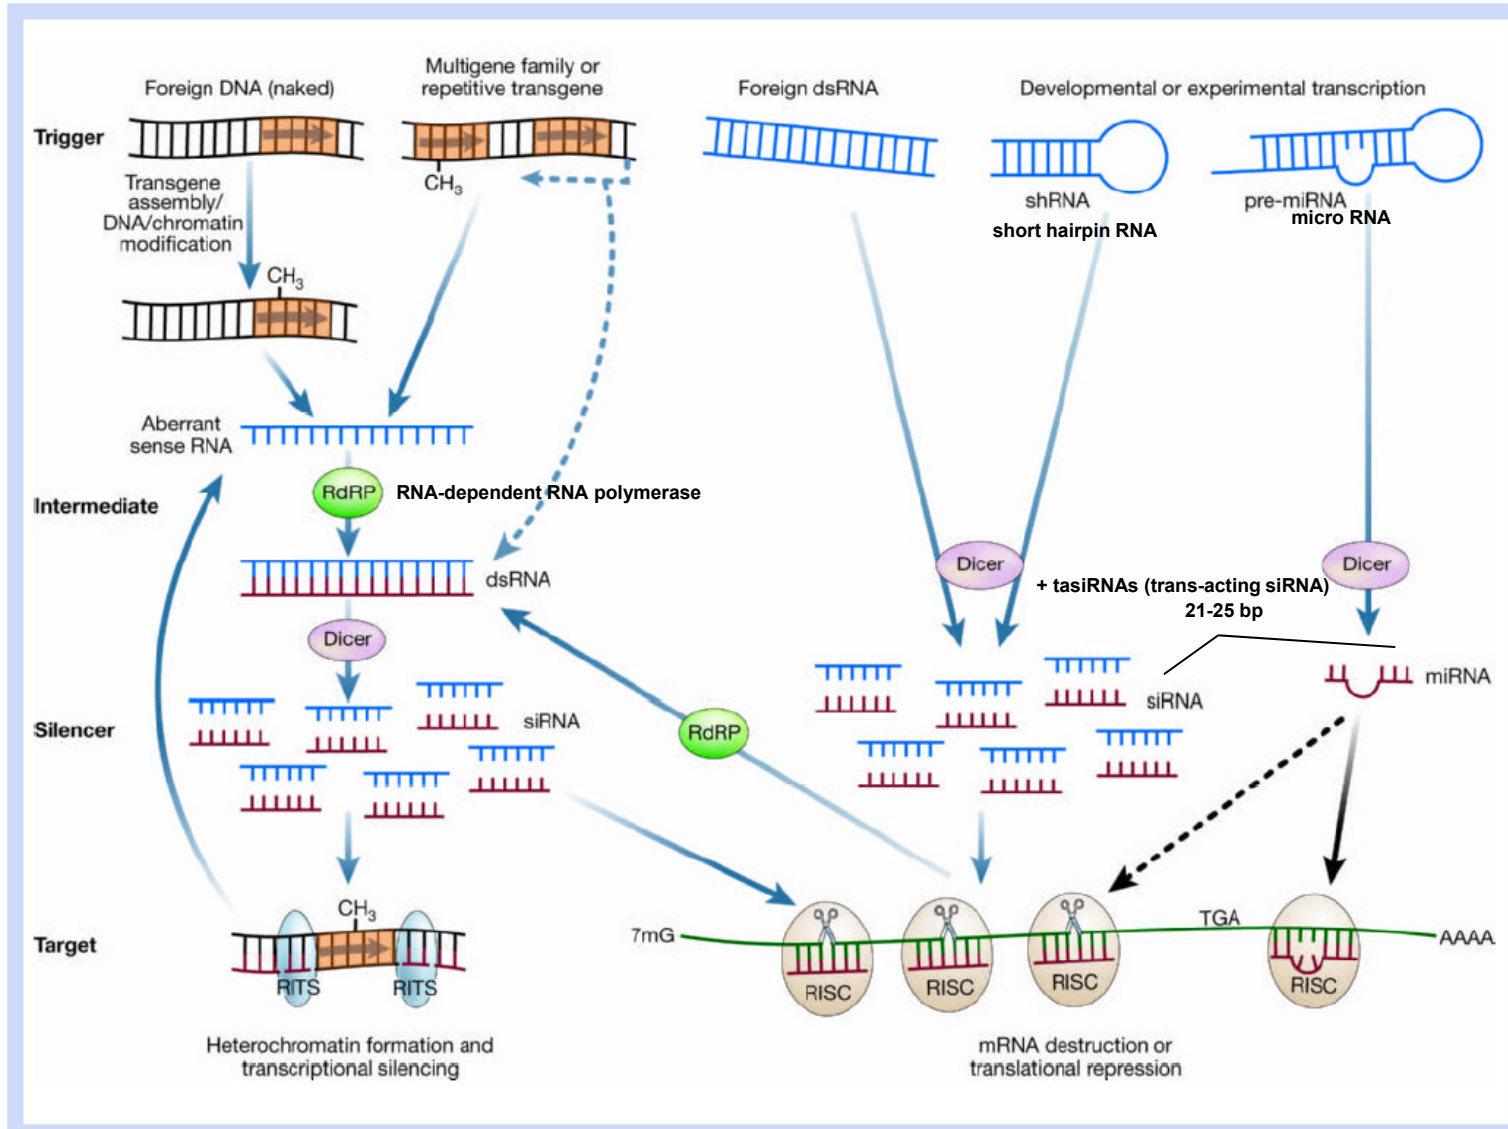 Foreign DNA (naked)
Multigene family or
repetitive transgene
Foreign dsRNA
Developmental or experimental transcription
Trigger
CH3
Transgene
assembly/
DNA/chromatin
modification
shRNA
short hairpin RNA
pre-miRNA
micro RNA
CH3
Aberrant
sense RNA
Intermediate
RdRP
RNA-dependent RNA polymerase
dsRNA
Dicer
Dicer
Dicer
+ tasiRNAs (trans-acting siRNA)
21-25 bp
Silencer
siRNA
RdRP
siRNA
miRNA
Target
CH3
RITS
RITS
7mG
TGA
AAAA
RISC
RISC
RISC
RISC
Heterochromatin formation and
transcriptional silencing
mRNA destruction or
translational repression